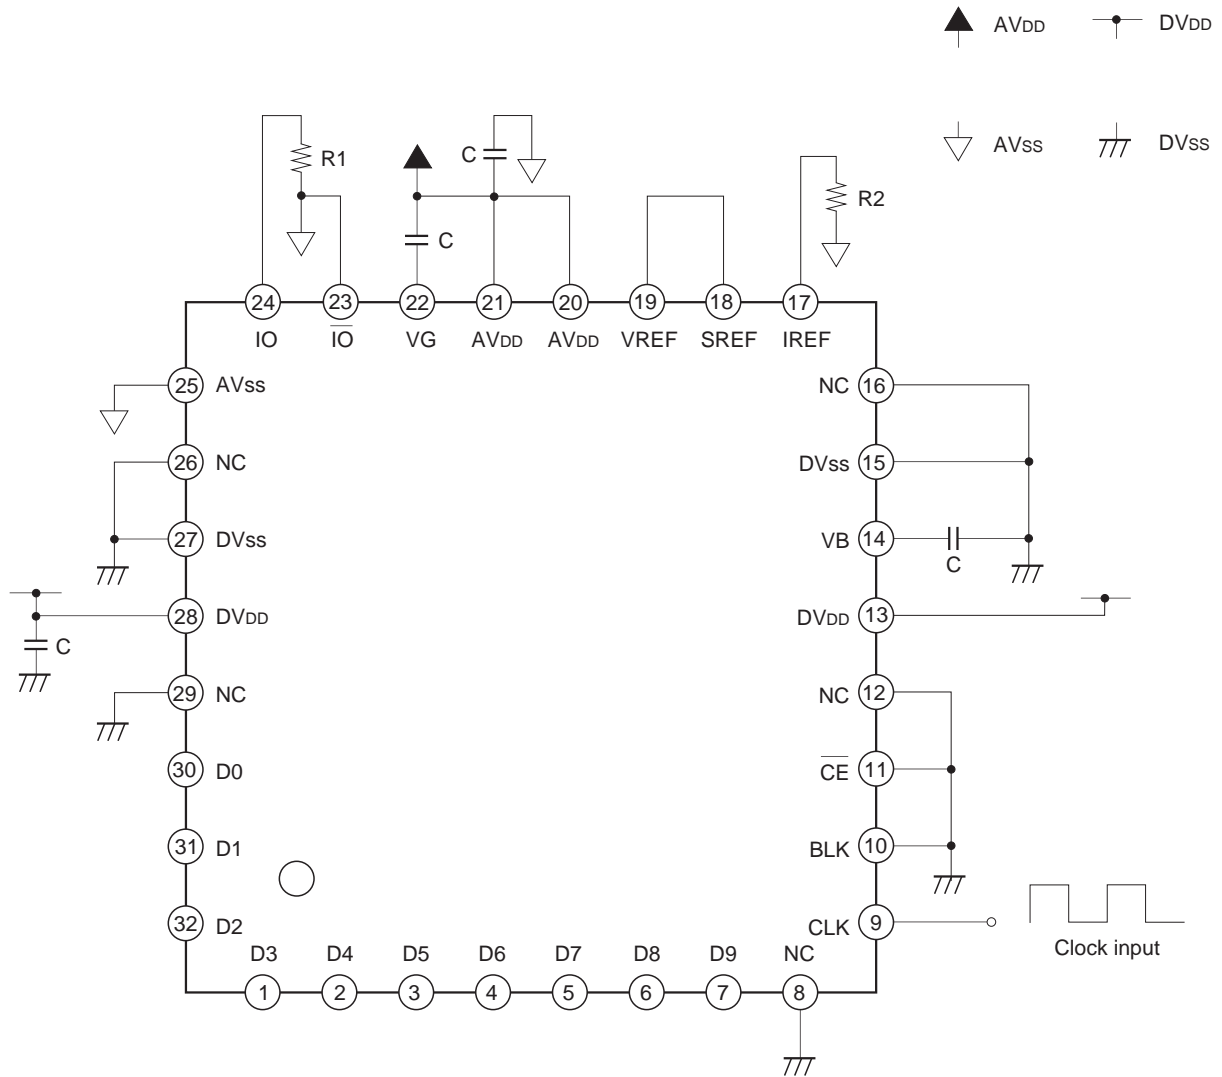 AVDD DVDD
AVss DVss
R1
C
C
R2
24 23 22 21 20 19 18 17
IO IO VG AVDD AVDD VREF SREF IREF
25 AVss
NC 16
26 NC
DVss 15
27 DVss
VB 14
C
28 DVDD
C
DVDD 13
29 NC
NC 12
30 D0
CE 11
31 D1
BLK 10
32 D2
CLK 9
Clock input
D3 D4 D5 D6 D7 D8 D9 NC
1 2 3 4 5 6 7 8